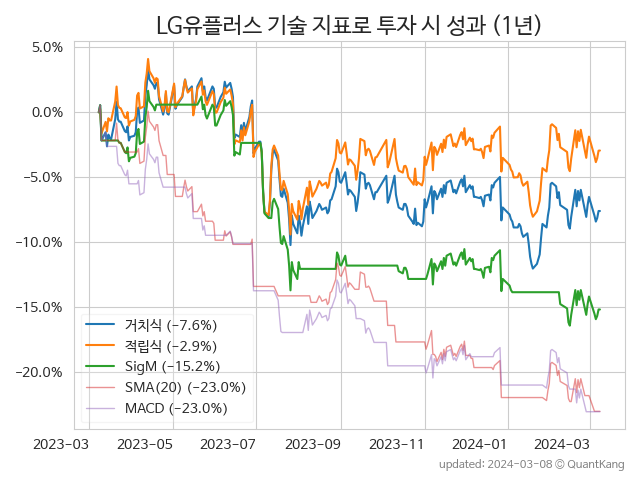 LG유플러스 기술 지표로 투자 시 성과 (1년)
5.0%
0.0%
−5.0%
−10.0%
−15.0%
−20.0%
거치식 (−7.6%)
적립식 (−2.9%)
SigM (−15.2%)
SMA(20) (−23.0%)
MACD (−23.0%)
2023-03
2023-05
2023-07
2023-09
2023-11
2024-01
2024-03
updated: 2024-03-08 ⓒ QuantKang